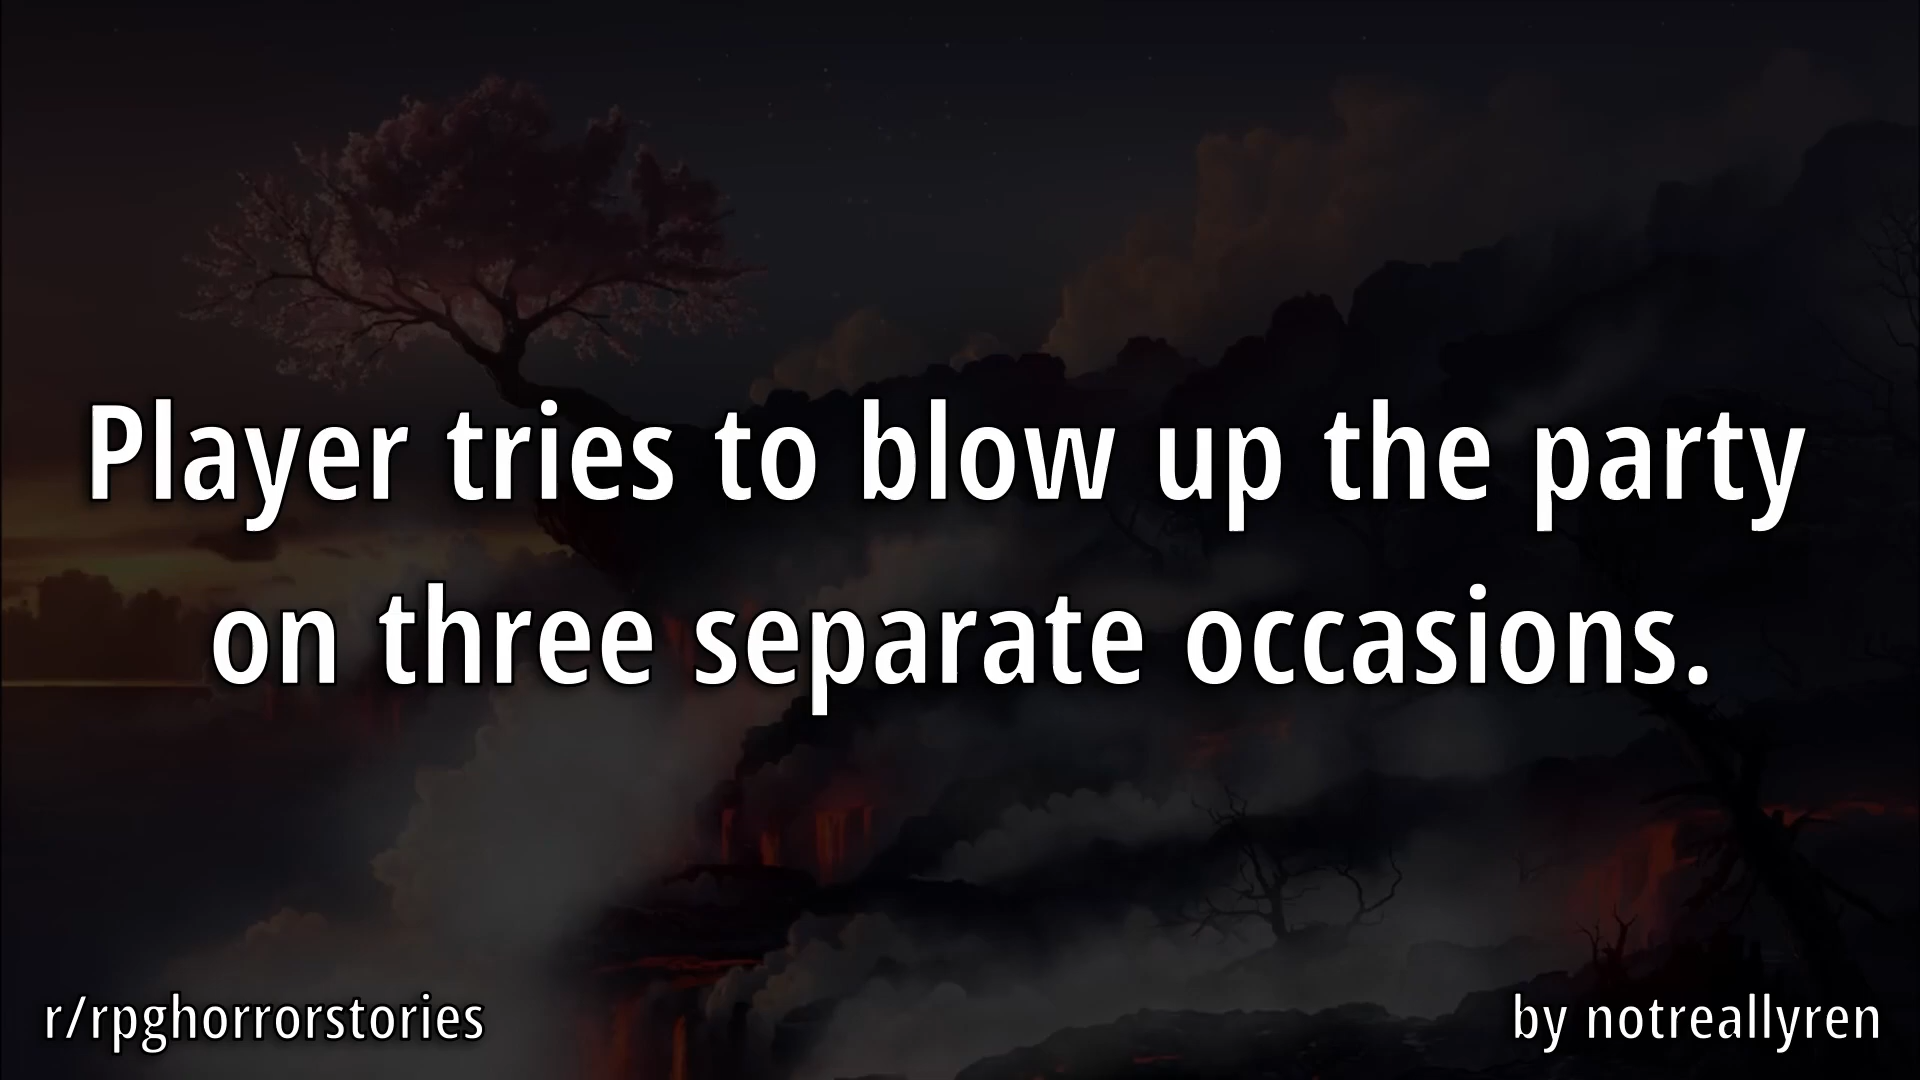 Player tries to blow up the party
on three separate occasions.
r/rpghorrorstories
by notreallyren